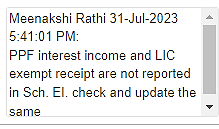 Meenakshi Rathi 31-Jul-2023
5:41:01 PM:
PPF interest income and LIC
exempt receipt are not reported
in Sch. EI. check and update the
same